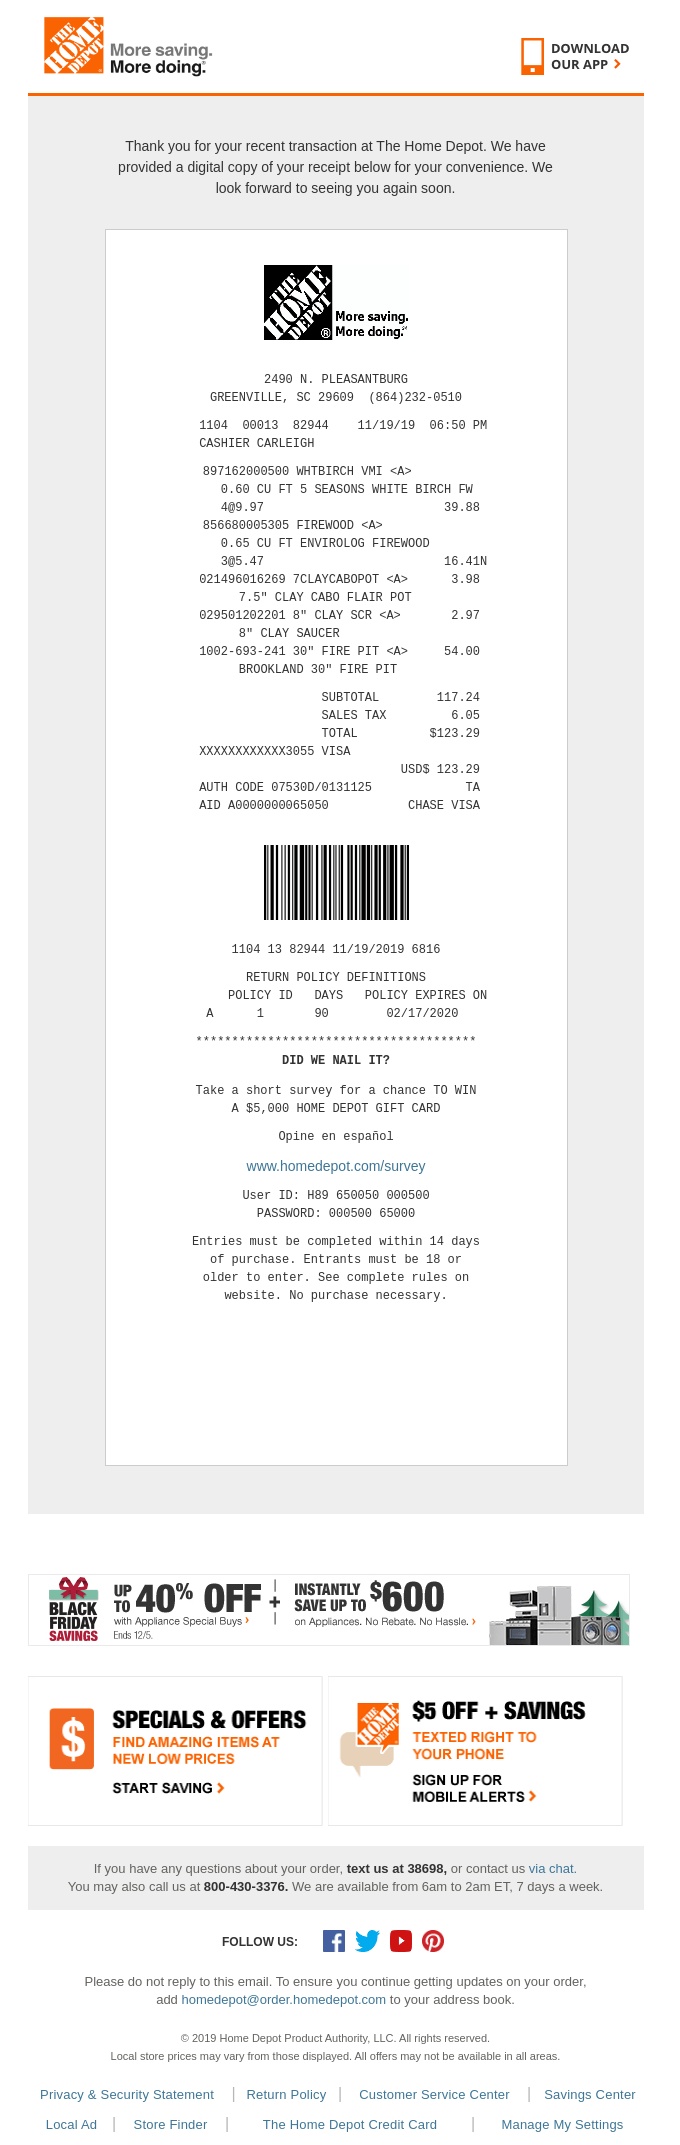 THE HOME DEPOT
More saving.
More doing.®
DOWNLOAD
OUR APP >
Thank you for your recent transaction at The Home Depot. We have
provided a digital copy of your receipt below for your convenience. We
look forward to seeing you again soon.
THE HOME DEPOT ®
More saving.
More doing.
2490 N. PLEASANTBURG
GREENVILLE, SC 29609  (864)232-0510
1104  00013  82944    11/19/19  06:50 PM
CASHIER CARLEIGH
897162000500 WHTBIRCH VMI <A>
0.60 CU FT 5 SEASONS WHITE BIRCH FW
4@9.97 39.88
856680005305 FIREWOOD <A>
0.65 CU FT ENVIROLOG FIREWOOD
3@5.47 16.41N
021496016269 7CLAYCABOPOT <A> 3.98
7.5" CLAY CABO FLAIR POT
029501202201 8" CLAY SCR <A> 2.97
8" CLAY SAUCER
1002-693-241 30" FIRE PIT <A> 54.00
BROOKLAND 30" FIRE PIT
SUBTOTAL 117.24
SALES TAX 6.05
TOTAL $123.29
XXXXXXXXXXXX3055 VISA
USD$ 123.29
AUTH CODE 07530D/0131125 TA
AID A0000000065050 CHASE VISA
1104 13 82944 11/19/2019 6816
RETURN POLICY DEFINITIONS
POLICY ID   DAYS   POLICY EXPIRES ON
A      1       90        02/17/2020
***************************************
DID WE NAIL IT?
Take a short survey for a chance TO WIN
A $5,000 HOME DEPOT GIFT CARD
Opine en español
www.homedepot.com/survey
User ID: H89 650050 000500
PASSWORD: 000500 65000
Entries must be completed within 14 days
of purchase. Entrants must be 18 or
older to enter. See complete rules on
website. No purchase necessary.
BLACK FRIDAY SAVINGS
UP TO 40% OFF +
with Appliance Special Buys >
Ends 12/5.
INSTANTLY SAVE UP TO $600
on Appliances. No Rebate. No Hassle. >
$
SPECIALS & OFFERS
FIND AMAZING ITEMS AT
NEW LOW PRICES
START SAVING >
THE HOME DEPOT
$5 OFF + SAVINGS
TEXTED RIGHT TO
YOUR PHONE
SIGN UP FOR
MOBILE ALERTS >
If you have any questions about your order, text us at 38698, or contact us via chat.
You may also call us at 800-430-3376. We are available from 6am to 2am ET, 7 days a week.
FOLLOW US:
Please do not reply to this email. To ensure you continue getting updates on your order,
add homedepot@order.homedepot.com to your address book.
© 2019 Home Depot Product Authority, LLC. All rights reserved.
Local store prices may vary from those displayed. All offers may not be available in all areas.
Privacy & Security Statement | Return Policy | Customer Service Center | Savings Center
Local Ad | Store Finder | The Home Depot Credit Card | Manage My Settings